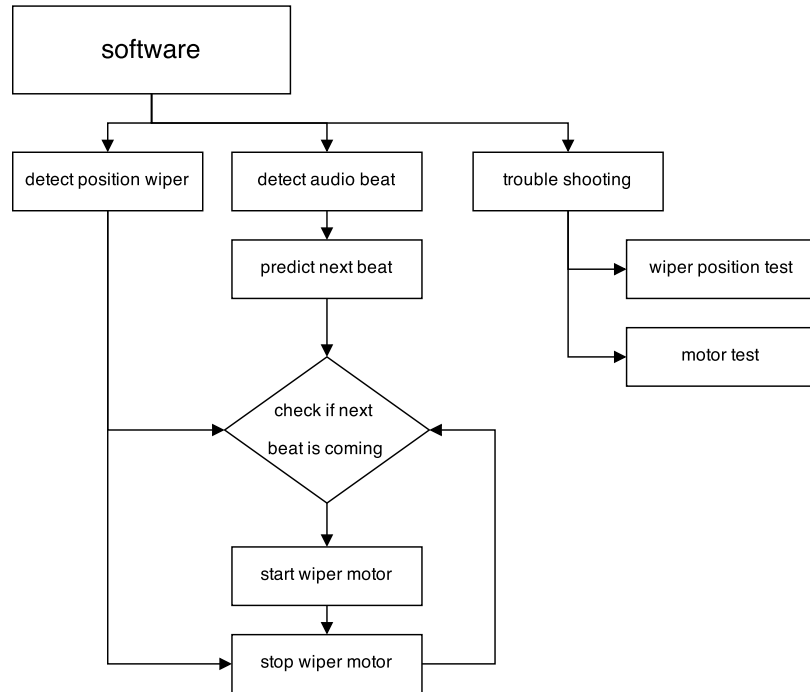 software
detect position wiper
detect audio beat
trouble shooting
predict next beat
wiper position test
motor test
check if next
beat is coming
start wiper motor
stop wiper motor